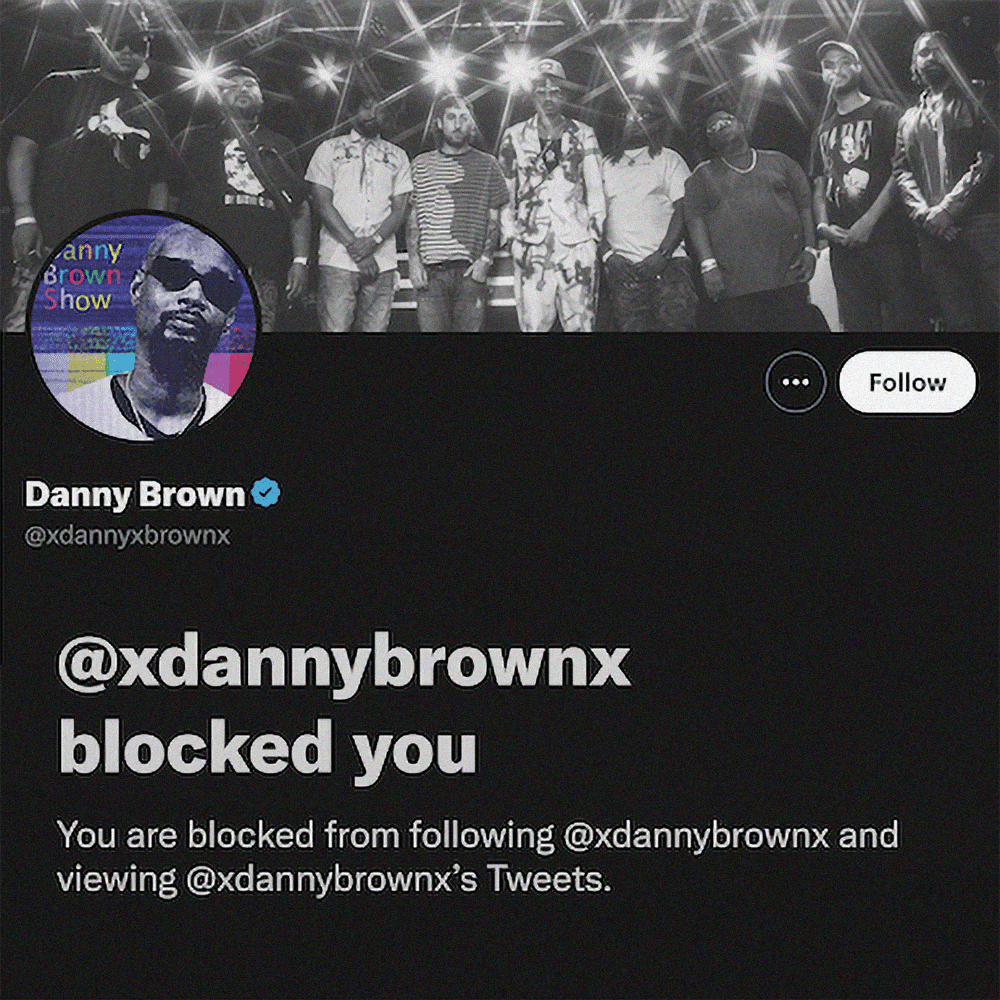 Danny
Brown
Show
Follow
Danny Brown
@xdannyxbrownx
@xdannybrownx
blocked you
You are blocked from following @xdannybrownx and
viewing @xdannybrownx’s Tweets.